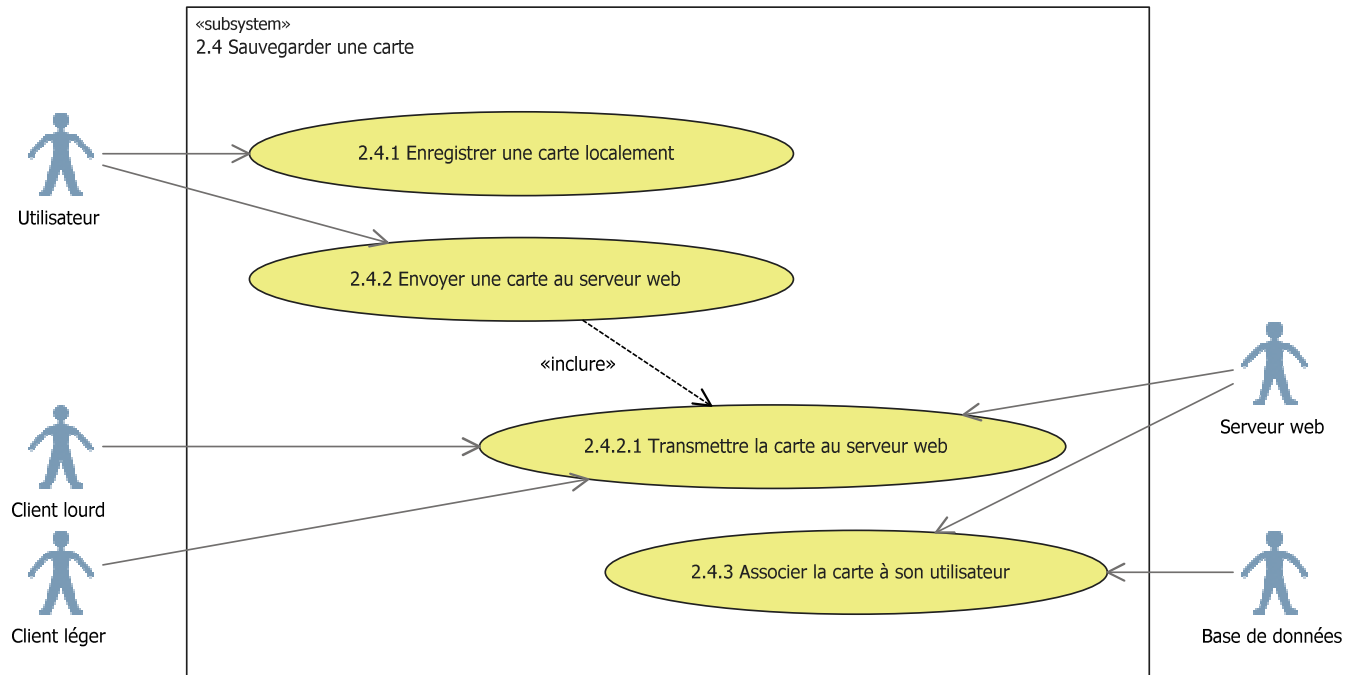 «subsystem»
2.4 Sauvegarder une carte
2.4.1 Enregistrer une carte localement
Utilisateur
2.4.2 Envoyer une carte au serveur web
«inclure»
Serveur web
2.4.2.1 Transmettre la carte au serveur web
Client lourd
2.4.3 Associer la carte à son utilisateur
Client léger
Base de données